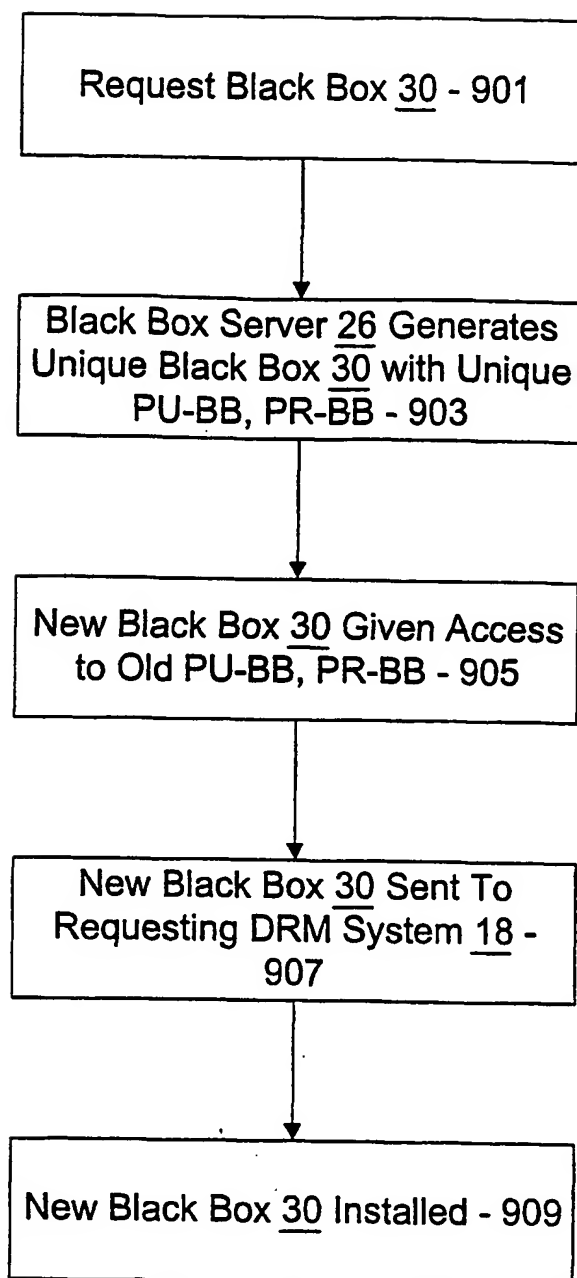 Request Black Box 30 - 901
Black Box Server 26 Generates
Unique Black Box 30 with Unique
PU-BB, PR-BB - 903
New Black Box 30 Given Access
to Old PU-BB, PR-BB - 905
New Black Box 30 Sent To
Requesting DRM System 18 -
907
New Black Box 30 Installed - 909